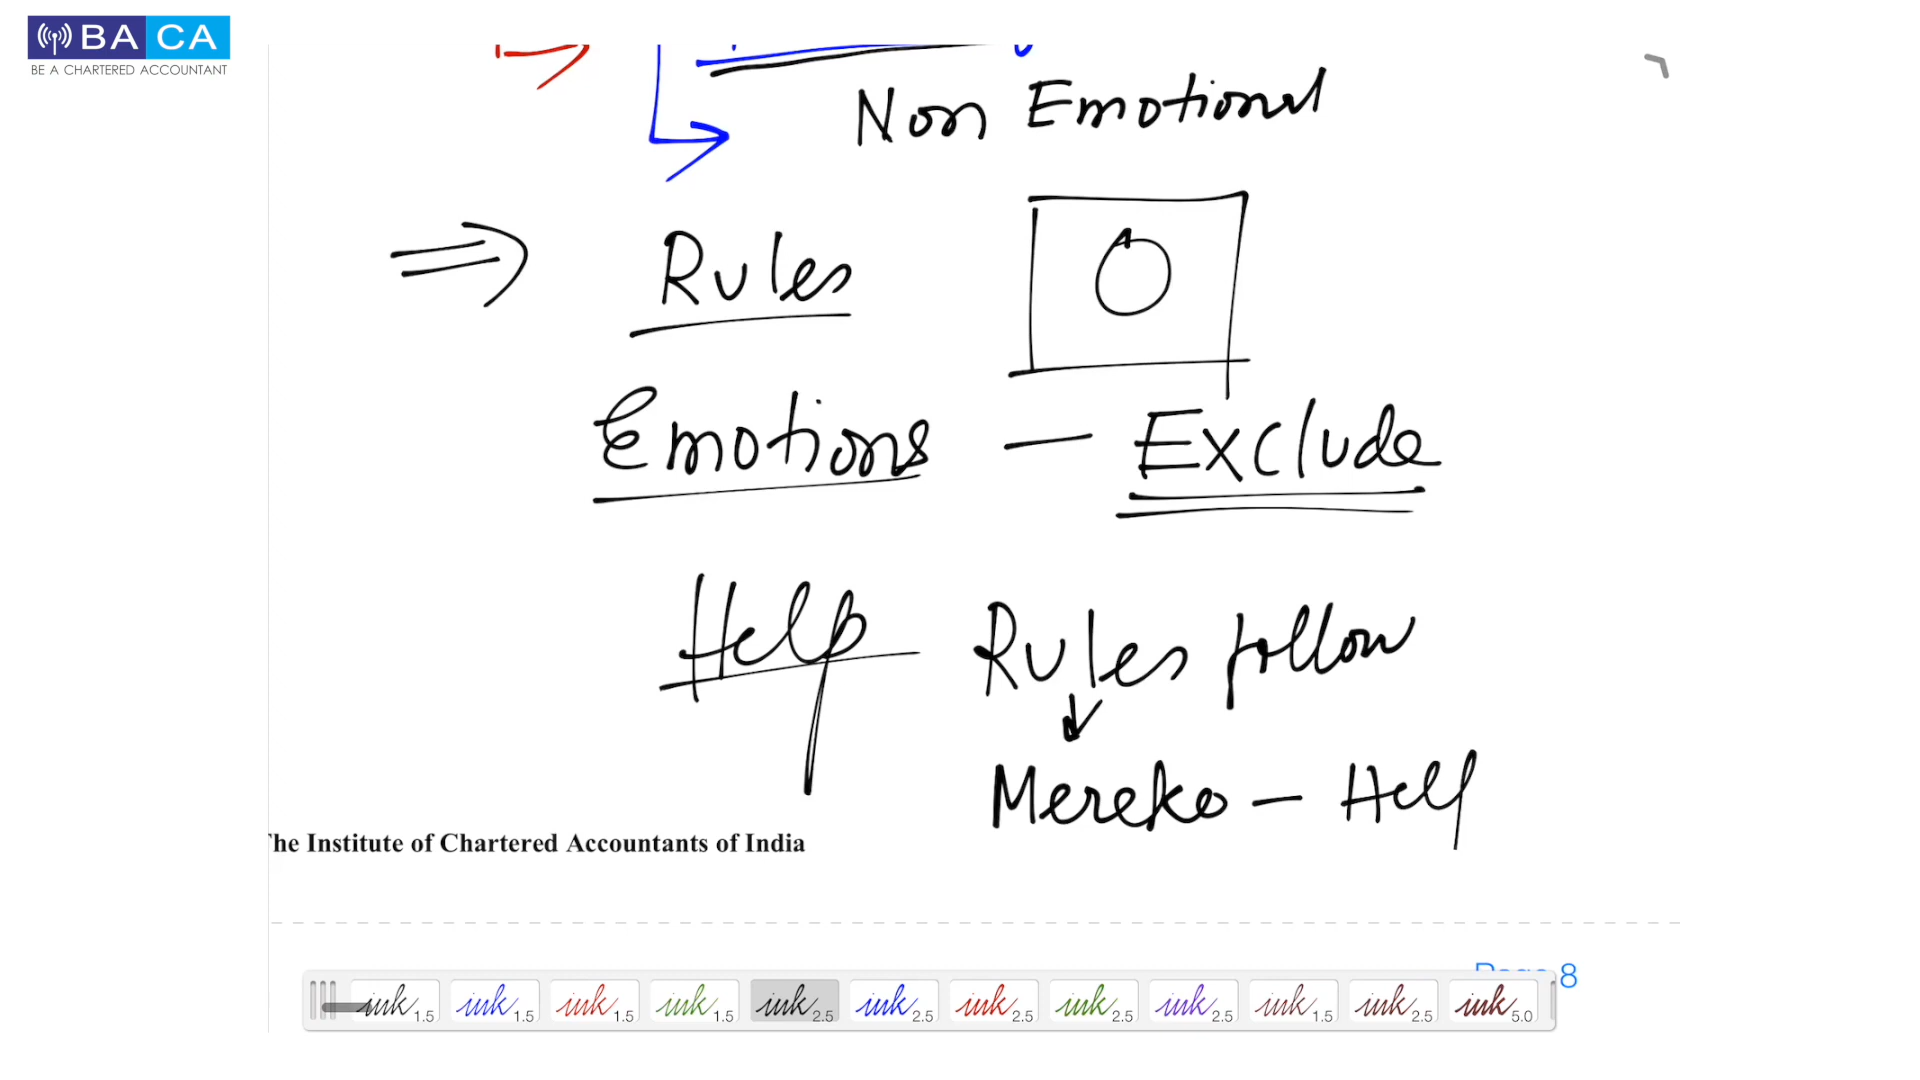 BA CA
BE A CHARTERED ACCOUNTANT
Non Emotional
Rules
Emotions — Exclude
Help Rules follow
Mereko — Help
The Institute of Chartered Accountants of India
Page 8
ink 1.5 ink 1.5 ink 1.5 ink 1.5 ink 2.5 ink 2.5 ink 2.5 ink 2.5 ink 2.5 ink 1.5 ink 2.5 ink 5.0